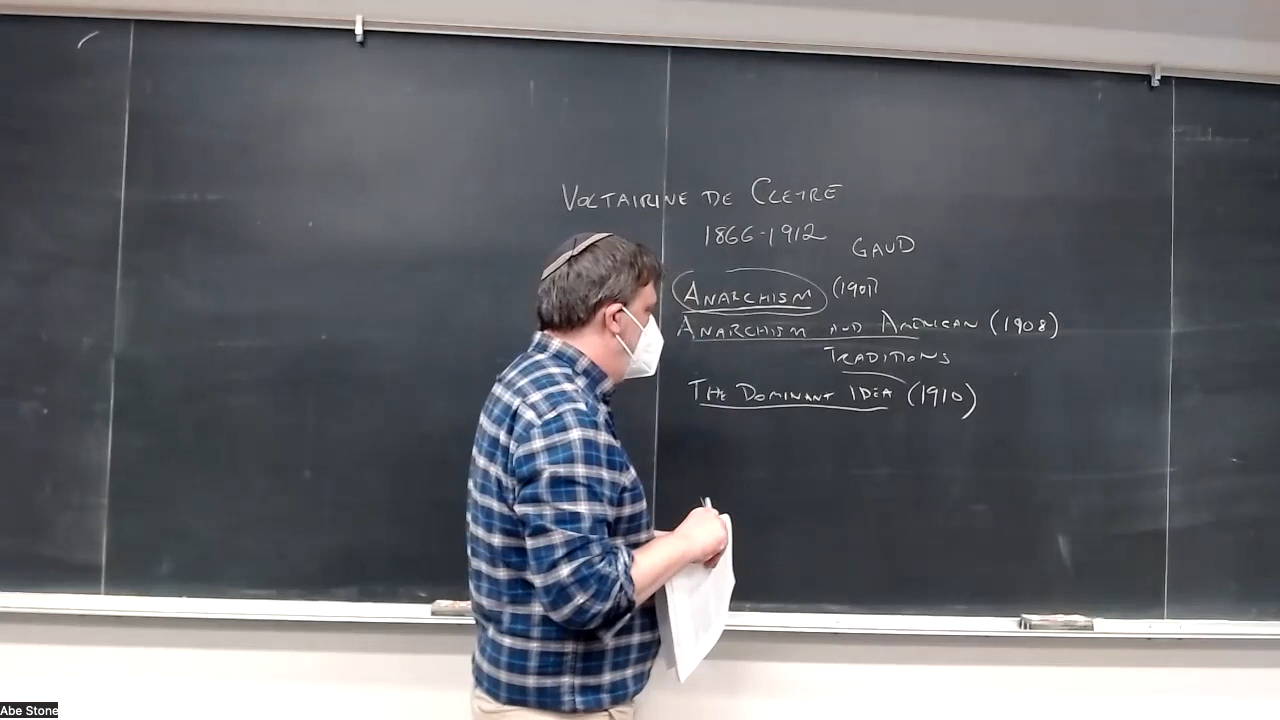 VOLTAIRINE DE CLEYRE
1866-1912
GAUD
ANARCHISM (1901)
ANARCHISM AND AMERICAN (1908)
TRADITIONS
THE DOMINANT IDEA (1910)
Abe Stone